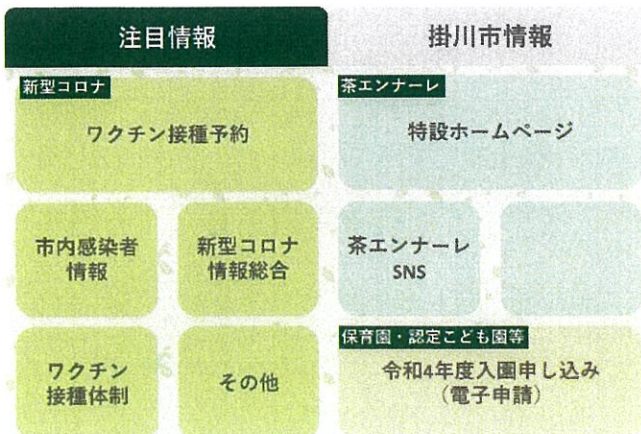 注目情報
掛川市情報
新型コロナ
ワクチン接種予約
市内感染者
情報
新型コロナ
情報総合
ワクチン
接種体制
その他
茶エンナーレ
特設ホームページ
茶エンナーレ
SNS
保育園・認定こども園等
令和4年度入園申し込み
（電子申請）